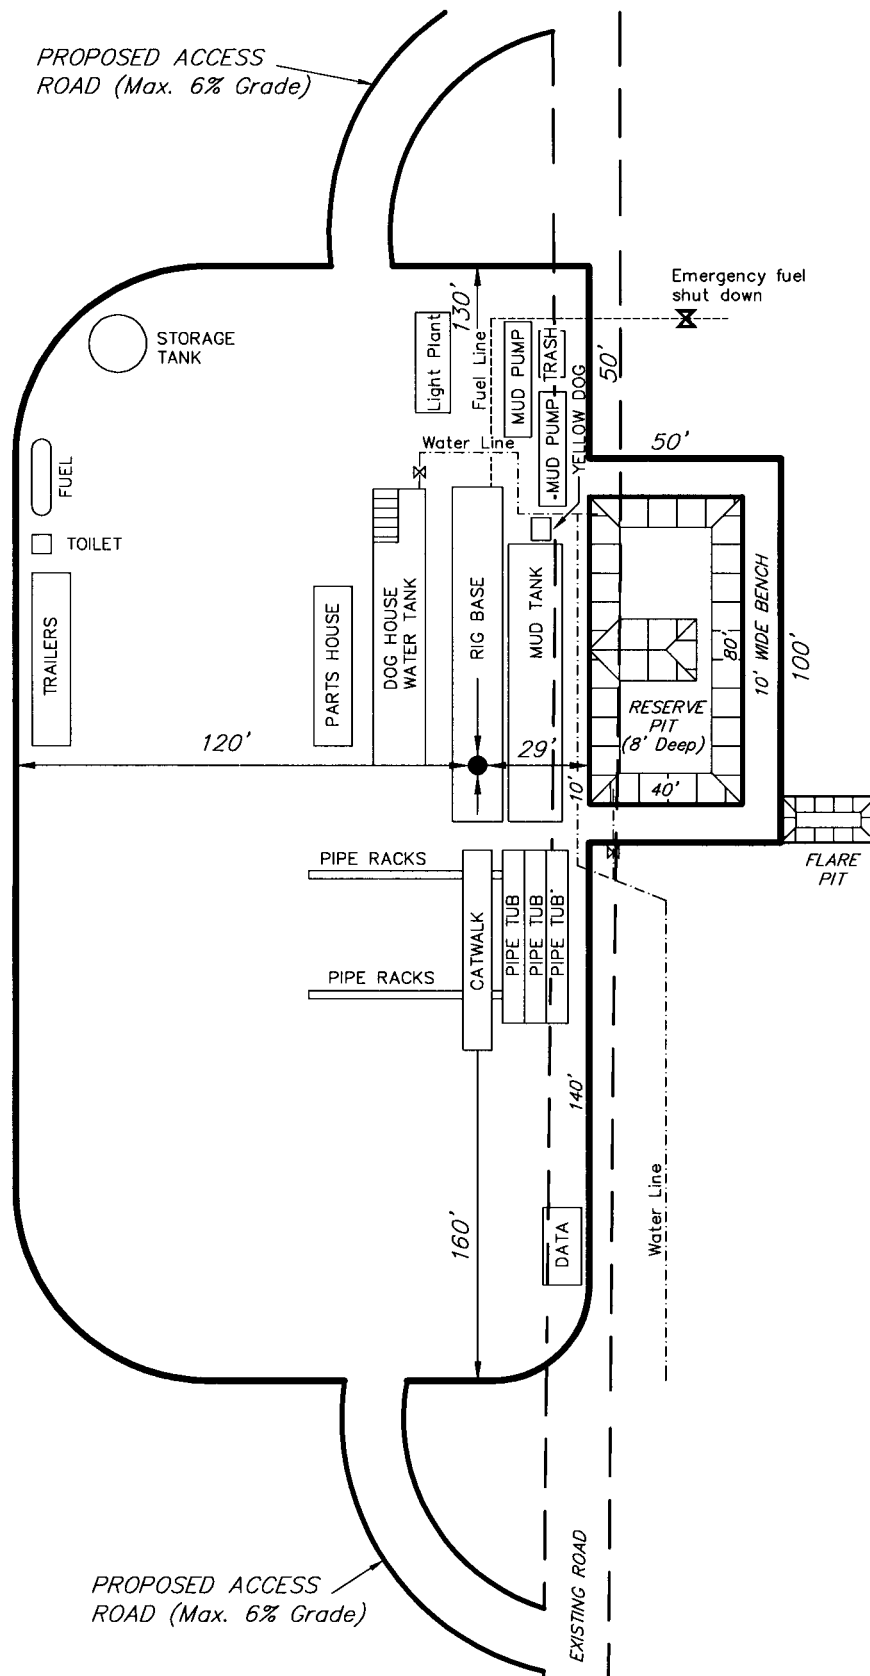 PROPOSED ACCESS
ROAD (Max. 6% Grade)
Emergency fuel
shut down
130'
50'
STORAGE
TANK
Light Plant
Fuel Line
MUD PUMP
TRASH
MUD PUMP
YELLOW DOG
Water Line
50'
FUEL
TOILET
TRAILERS
PARTS HOUSE
DOG HOUSE
WATER TANK
RIG BASE
MUD TANK
80'
10' WIDE BENCH
100'
RESERVE
PIT
(8' Deep)
120'
29'
10'
40'
FLARE
PIT
PIPE RACKS
CATWALK
PIPE TUB
PIPE TUB
PIPE TUB
PIPE RACKS
140'
160'
DATA
Water Line
EXISTING ROAD
PROPOSED ACCESS
ROAD (Max. 6% Grade)